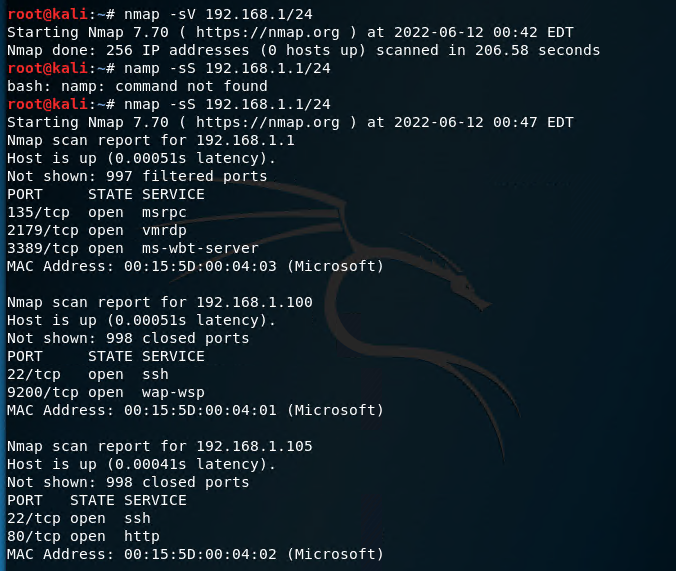 root@kali:~# nmap -sV 192.168.1/24
Starting Nmap 7.70 ( https://nmap.org ) at 2022-06-12 00:42 EDT
Nmap done: 256 IP addresses (0 hosts up) scanned in 206.58 seconds
root@kali:~# namp -sS 192.168.1.1/24
bash: namp: command not found
root@kali:~# nmap -sS 192.168.1.1/24
Starting Nmap 7.70 ( https://nmap.org ) at 2022-06-12 00:47 EDT
Nmap scan report for 192.168.1.1
Host is up (0.00051s latency).
Not shown: 997 filtered ports
PORT     STATE SERVICE
135/tcp  open  msrpc
2179/tcp open  vmrdp
3389/tcp open  ms-wbt-server
MAC Address: 00:15:5D:00:04:03 (Microsoft)

Nmap scan report for 192.168.1.100
Host is up (0.00051s latency).
Not shown: 998 closed ports
PORT     STATE SERVICE
22/tcp   open  ssh
9200/tcp open  wap-wsp
MAC Address: 00:15:5D:00:04:01 (Microsoft)

Nmap scan report for 192.168.1.105
Host is up (0.00041s latency).
Not shown: 998 closed ports
PORT   STATE SERVICE
22/tcp open  ssh
80/tcp open  http
MAC Address: 00:15:5D:00:04:02 (Microsoft)